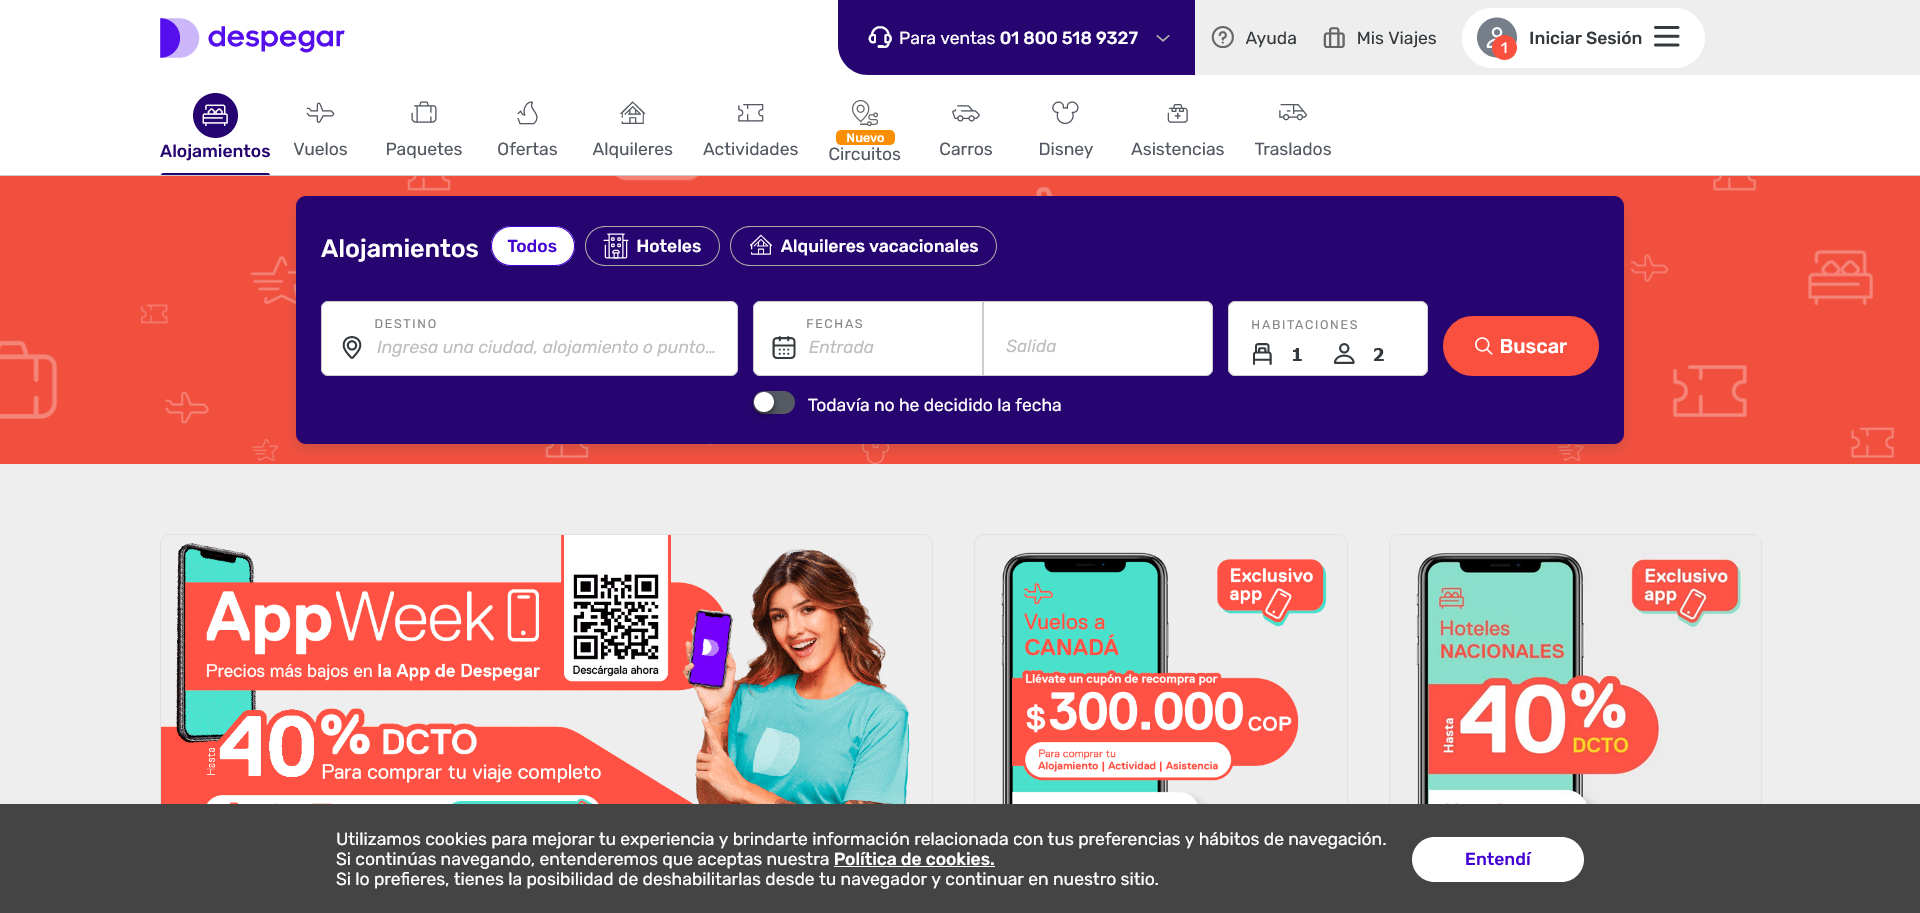 despegar
Para ventas 01 800 518 9327
Ayuda
Mis Viajes
1
Iniciar Sesión
Alojamientos
Vuelos
Paquetes
Ofertas
Alquileres
Actividades
Nuevo
Circuitos
Carros
Disney
Asistencias
Traslados
Alojamientos
Todos
Hoteles
Alquileres vacacionales
DESTINO
Ingresa una ciudad, alojamiento o punto...
FECHAS
Entrada
Salida
HABITACIONES
1
2
Buscar
Todavía no he decidido la fecha
AppWeek
Precios más bajos en la App de Despegar
Descárgala ahora
Hasta
40% DCTO
Para comprar tu viaje completo
Exclusivo
app
Vuelos a
CANADÁ
Llévate un cupón de recompra por
$300.000 COP
Para comprar tu
Alojamiento | Actividad | Asistencia
Exclusivo
app
Hoteles
NACIONALES
Hasta
40%
DCTO
Utilizamos cookies para mejorar tu experiencia y brindarte información relacionada con tus preferencias y hábitos de navegación.
Si continúas navegando, entenderemos que aceptas nuestra Política de cookies.
Si lo prefieres, tienes la posibilidad de deshabilitarlas desde tu navegador y continuar en nuestro sitio.
Entendí